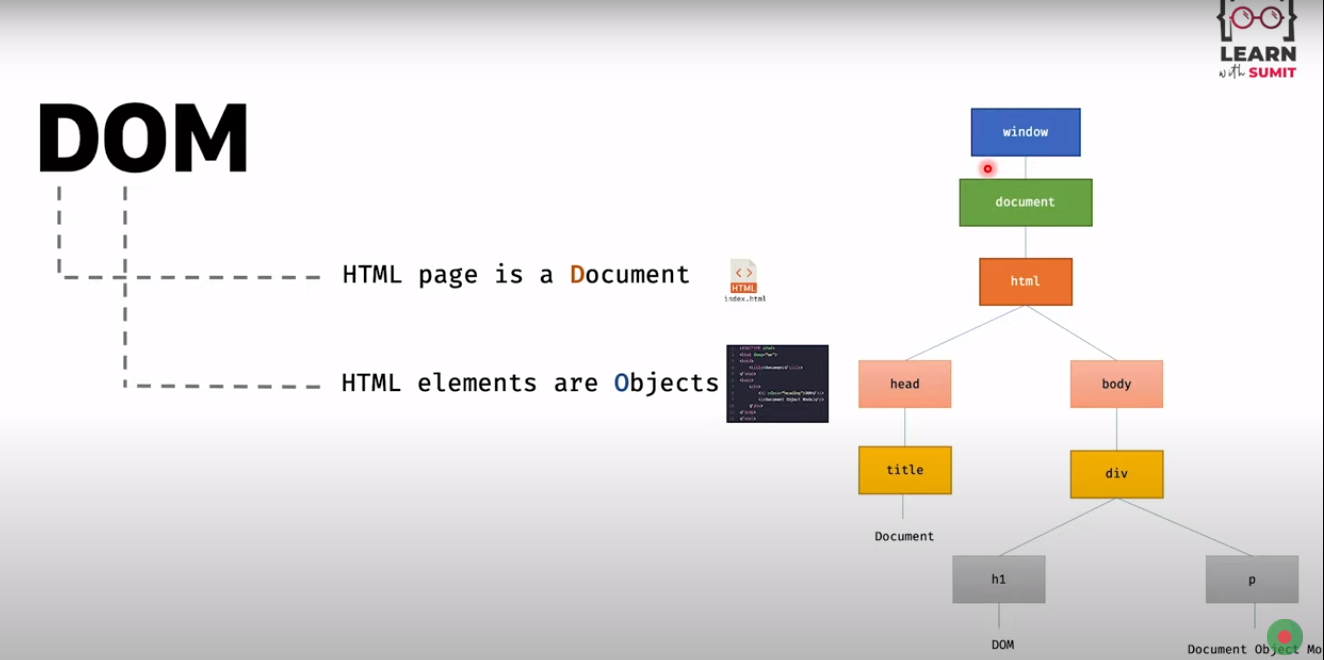 LEARN
with SUMIT
DOM
HTML page is a Document
HTML
index.html
HTML elements are Objects
window
document
html
head
body
title
div
Document
h1
p
DOM
Document Object Mo